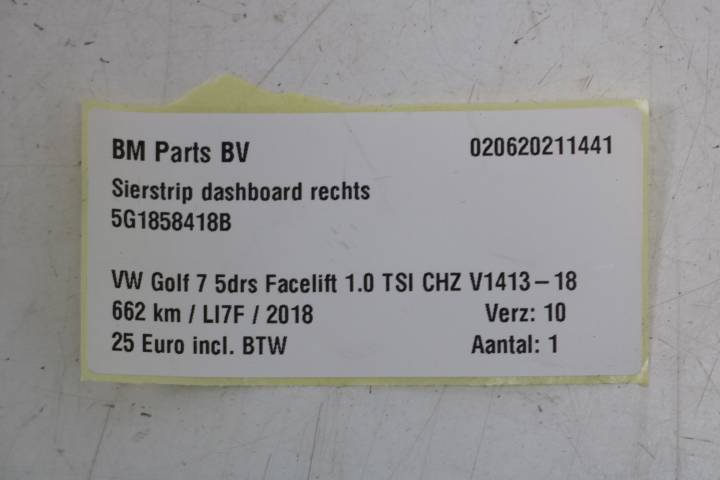 BM Parts BV 020620211441
Sierstrip dashboard rechts
5G1858418B
VW Golf 7 5drs Facelift 1.0 TSI CHZ V1413-18
662 km / LI7F / 2018 Verz: 10
25 Euro incl. BTW Aantal: 1